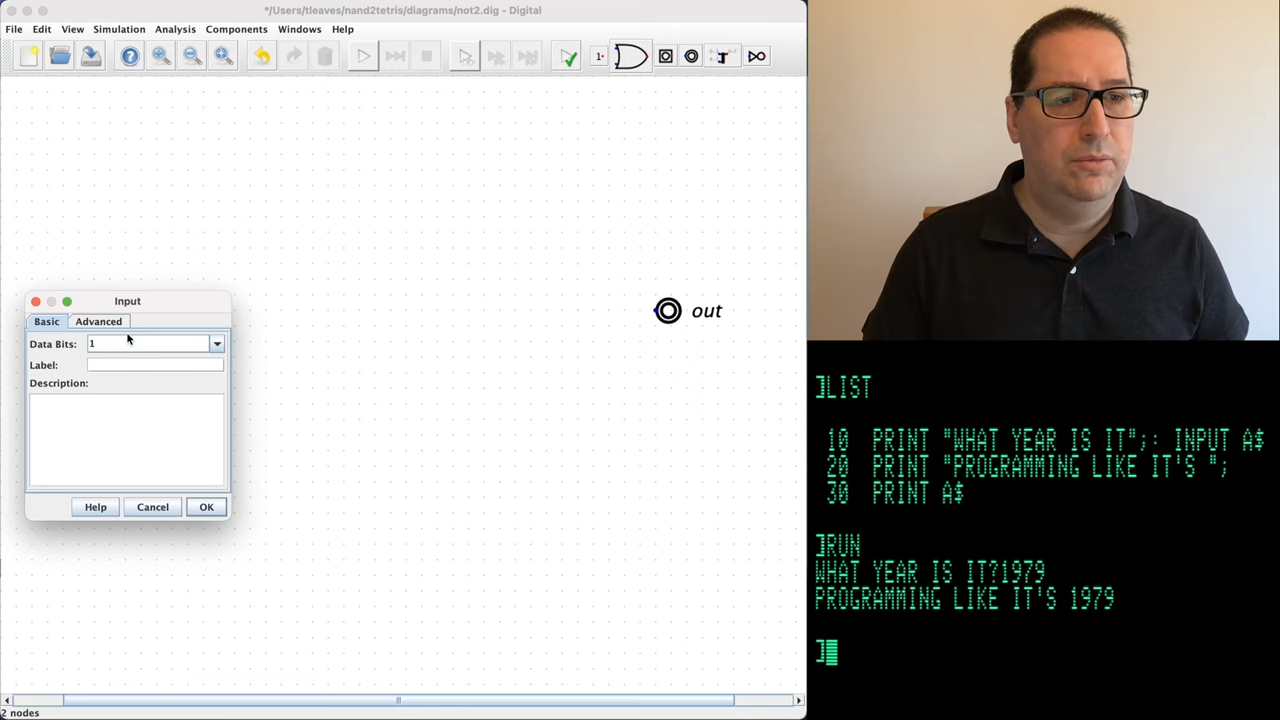 */Users/tleaves/nand2tetris/diagrams/not2.dig - Digital
File Edit View Simulation Analysis Components Windows Help
Input
Basic Advanced
Data Bits: 1
Label:
Description:
Help Cancel OK
out
2 nodes
]LIST
10 PRINT "WHAT YEAR IS IT";: INPUT A$
20 PRINT "PROGRAMMING LIKE IT'S ";
30 PRINT A$
]RUN
WHAT YEAR IS IT?1979
PROGRAMMING LIKE IT'S 1979
]